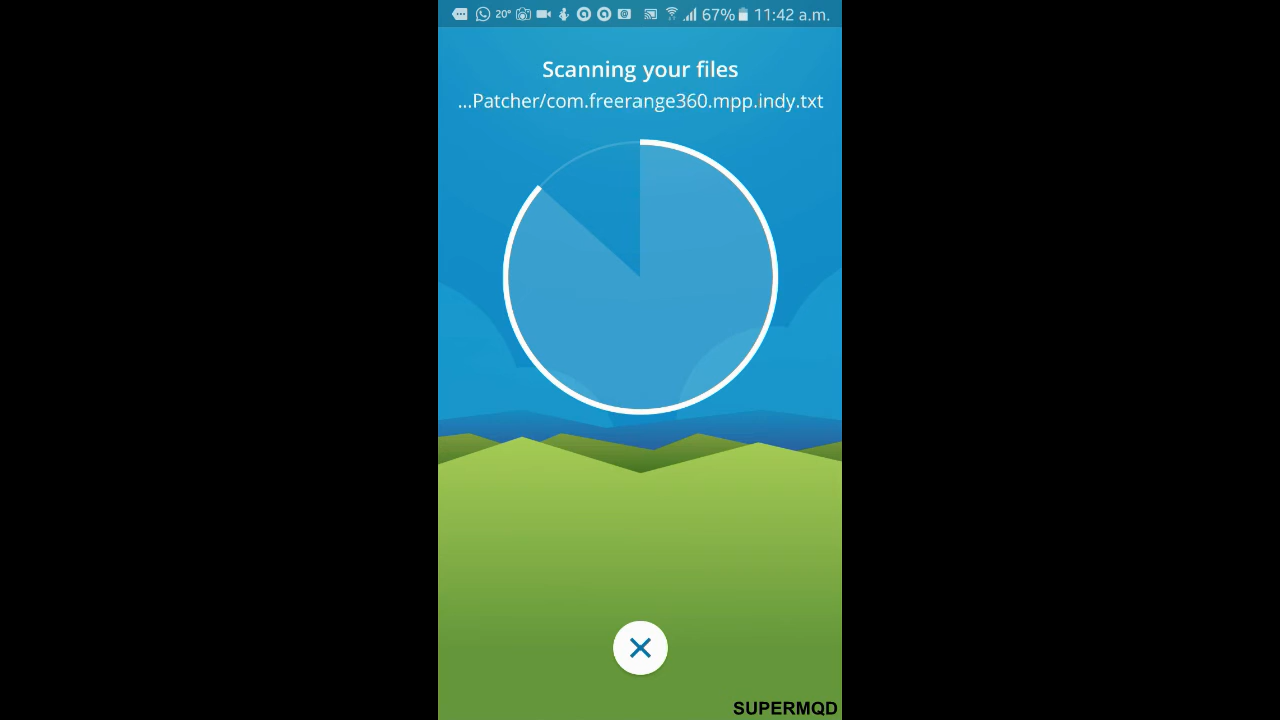 20° 67% 11:42 a.m.
Scanning your files
...Patcher/com.freerange360.mpp.indy.txt
SUPERMQD